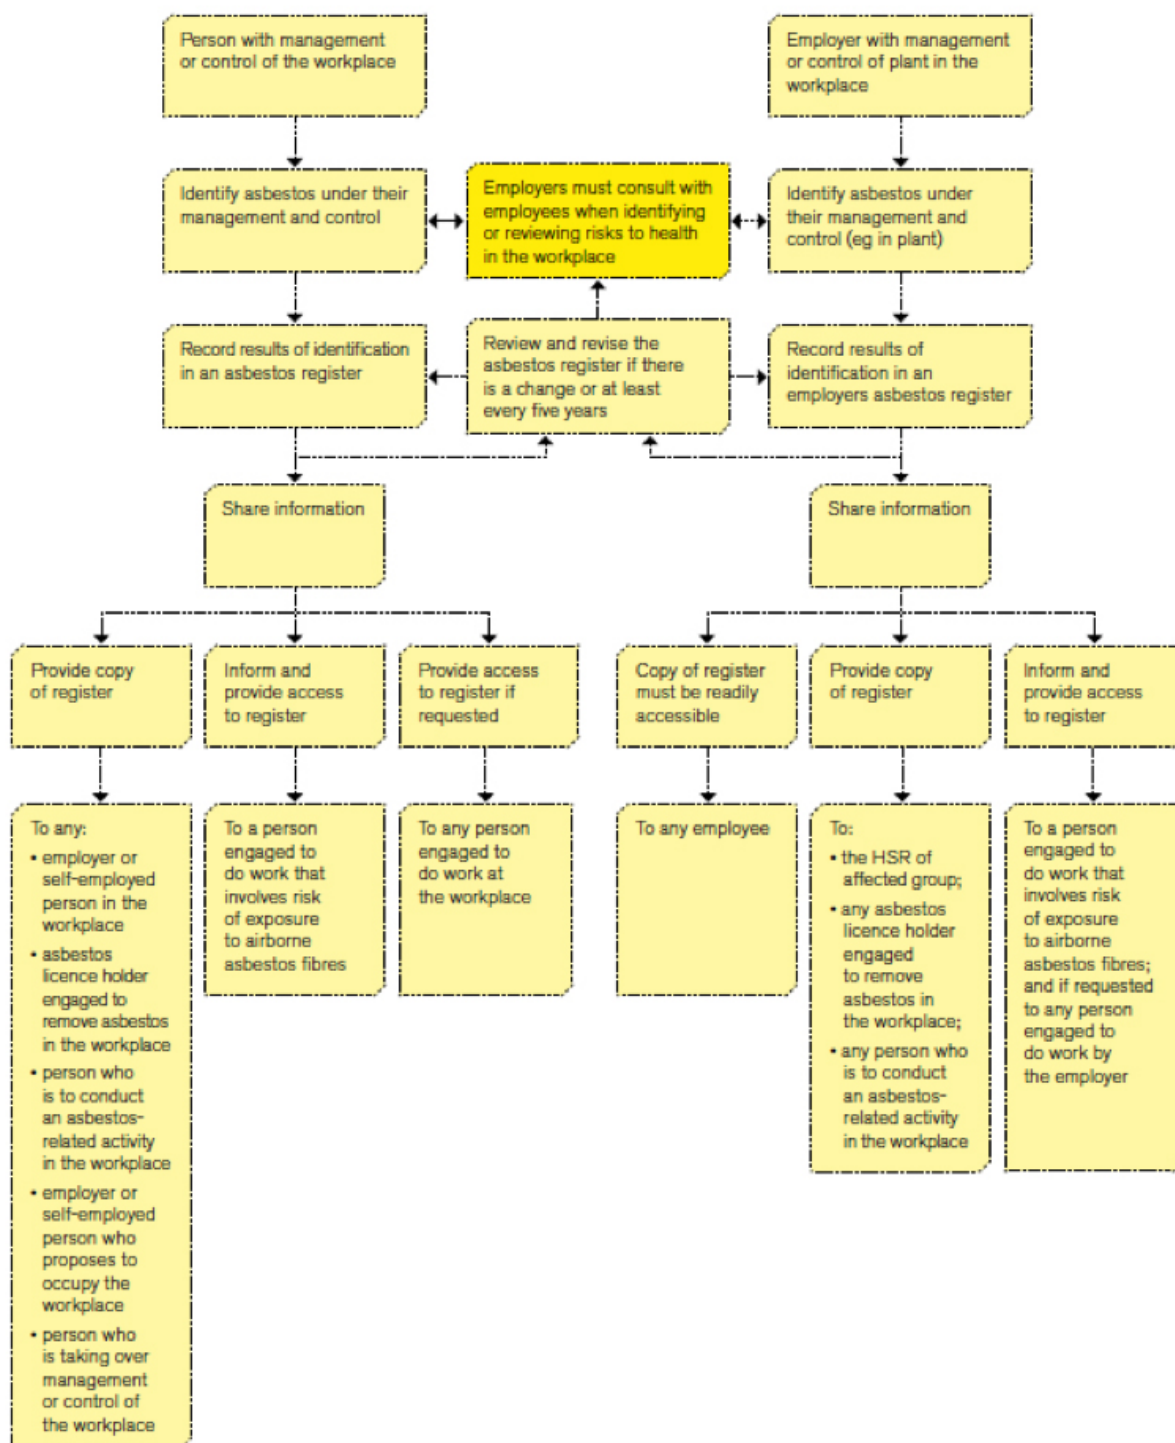 Person with management
or control of the workplace
Employer with management
or control of plant in the
workplace
Identify asbestos under their
management and control
Employers must consult with
employees when identifying
or reviewing risks to health
in the workplace
Identify asbestos under
their management and
control (eg in plant)
Record results of identification
in an asbestos register
Review and revise the
asbestos register if there
is a change or at least
every five years
Record results of
identification in an
employers asbestos register
Share information
Share information
Provide copy
of register
Inform and
provide access
to register
Provide access
to register if
requested
Copy of register
must be readily
accessible
Provide copy
of register
Inform and
provide access
to register
To any:
• employer or
self-employed
person in the
workplace
• asbestos
licence holder
engaged to
remove asbestos
in the workplace
• person who
is to conduct
an asbestos-
related activity
in the workplace
• employer or
self-employed
person who
proposes to
occupy the
workplace
• person who
is taking over
management
or control of
the workplace
To a person
engaged to
do work that
involves risk
of exposure
to airborne
asbestos fibres
To any person
engaged to
do work at
the workplace
To any employee
To:
• the HSR of
affected group;
• any asbestos
licence holder
engaged
to remove
asbestos in
the workplace;
• any person who
is to conduct
an asbestos-
related activity
in the workplace
To a person
engaged to
do work that
involves risk
of exposure
to airborne
asbestos fibres;
and if requested
to any person
engaged to
do work by
the employer